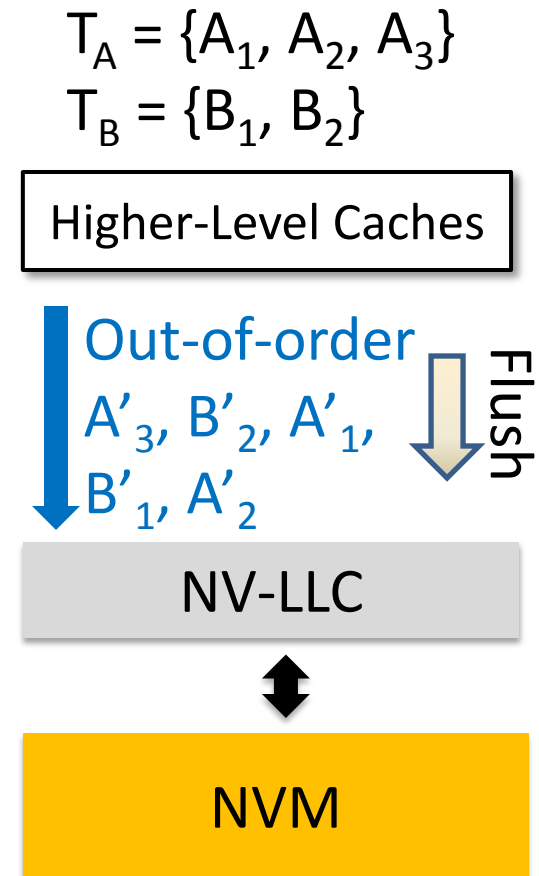 T_A = {A_1, A_2, A_3}
T_B = {B_1, B_2}
Higher-Level Caches
Out-of-order
A’_3, B’_2, A’_1,
B’_1, A’_2
Flush
NV-LLC
NVM